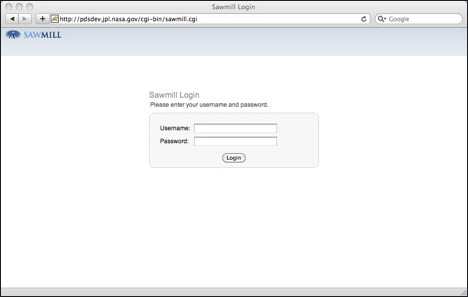 Sawmill Login
http://pdsdev.jpl.nasa.gov/cgi-bin/sawmill.cgi
Google
SAWMILL
Sawmill Login
Please enter your username and password.
Username:
Password:
Login